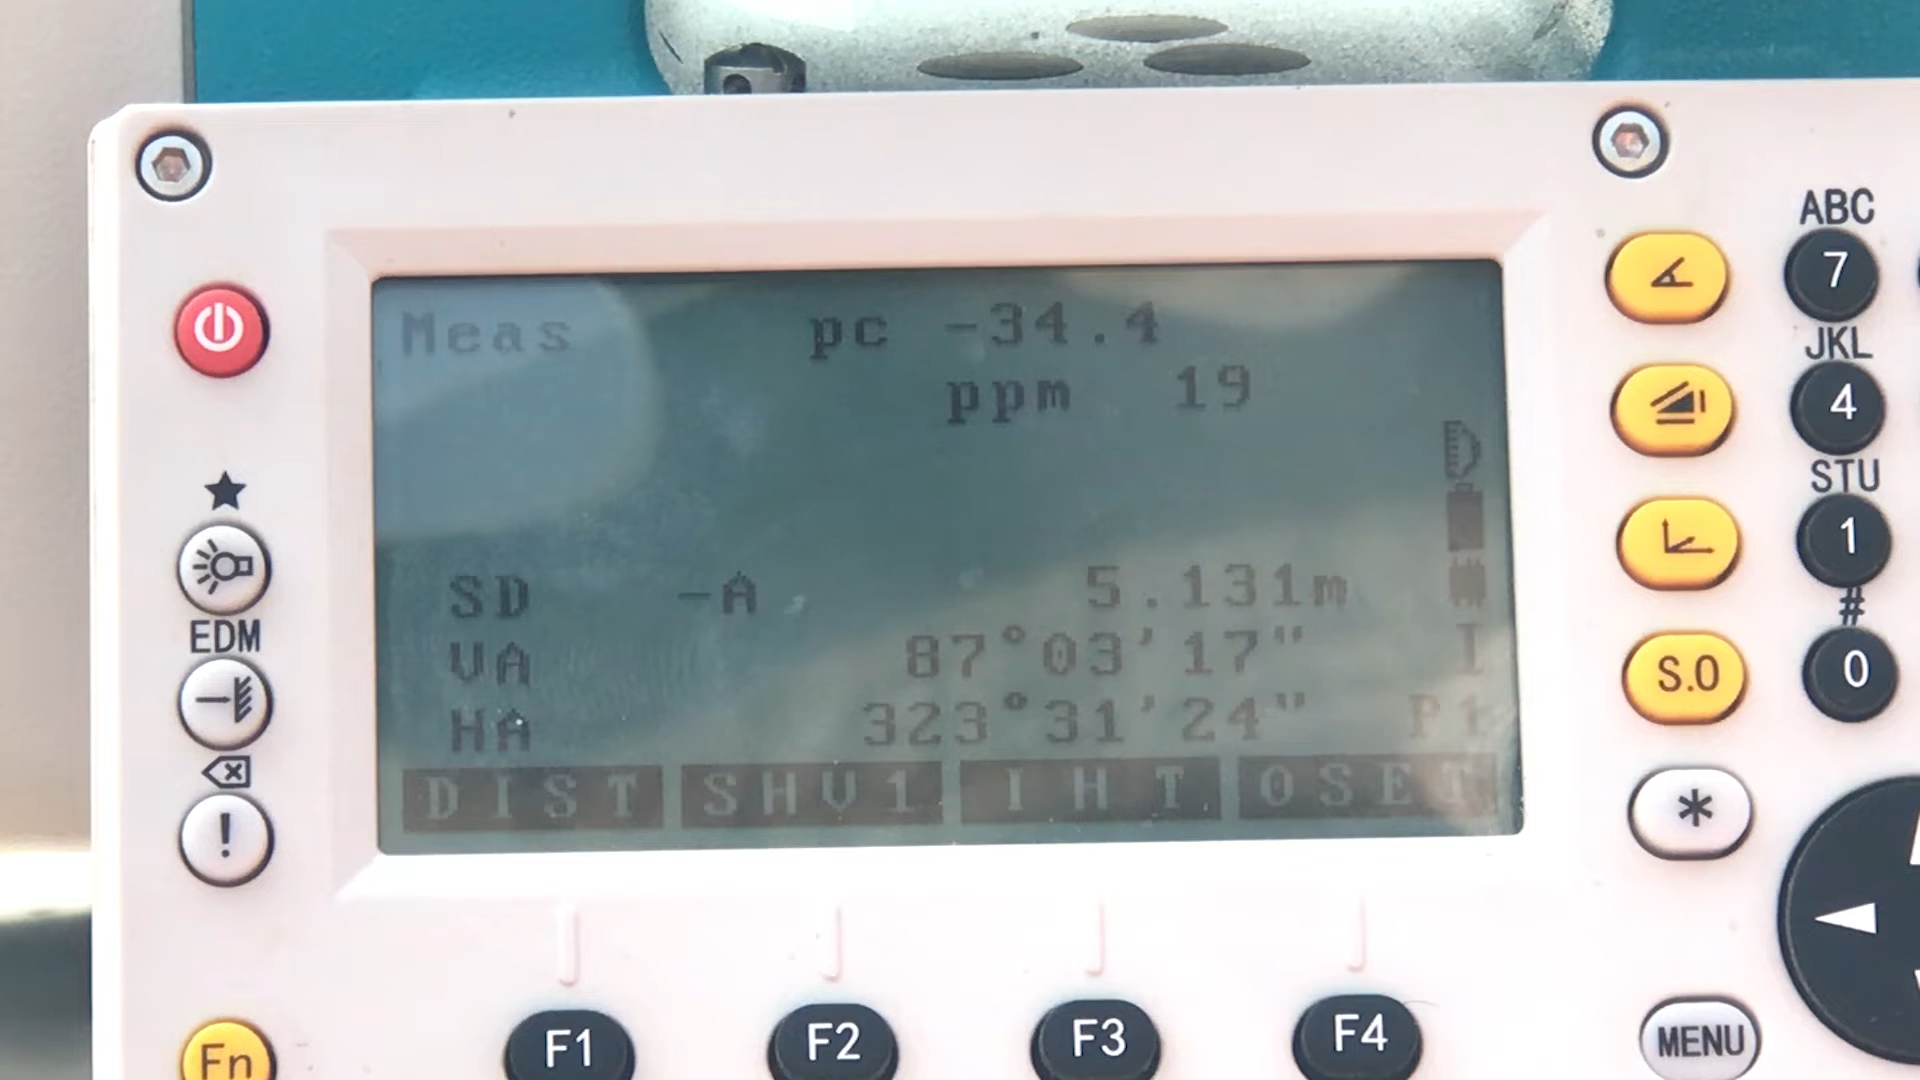 Meas pc -34.4
ppm 19
SD -A 5.131m
VA 87°03'17" I
HA 323°31'24" P1
DIST SHV1 IHT OSET
EDM
Fn
F1 F2 F3 F4
S.O
*
MENU
ABC
7
JKL
4
STU
1
#
0